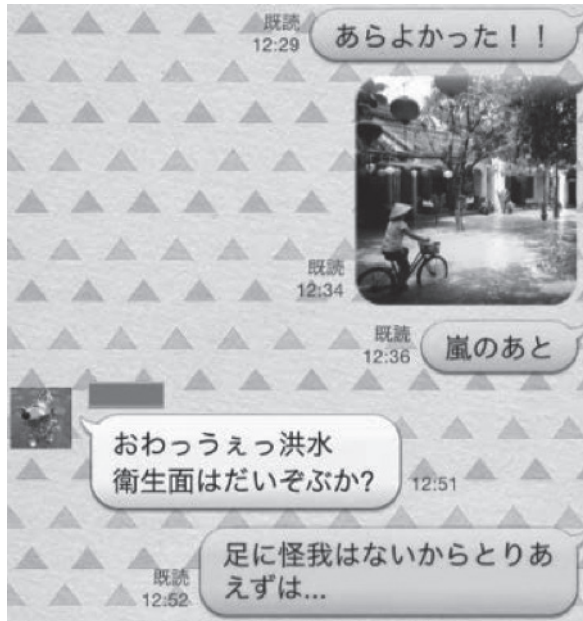 既読
12:29
あらよかった！！
既読
12:34
既読
12:36
嵐のあと
おわっうぇっ洪水
衛生面はだいぞぶか?
12:51
既読
12:52
足に怪我はないからとりあ
えずは...